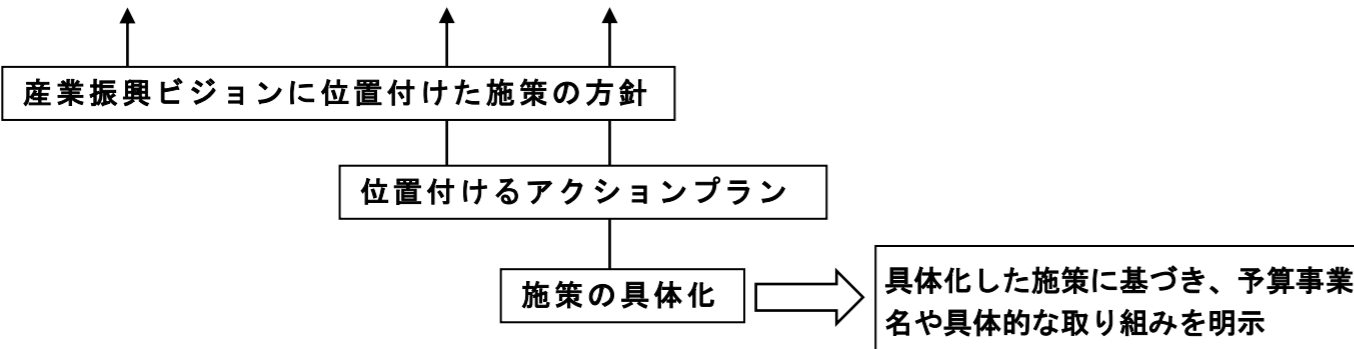 産業振興ビジョンに位置付けた施策の方針
位置付けるアクションプラン
施策の具体化
具体化した施策に基づき、予算事業
名や具体的な取り組みを明示